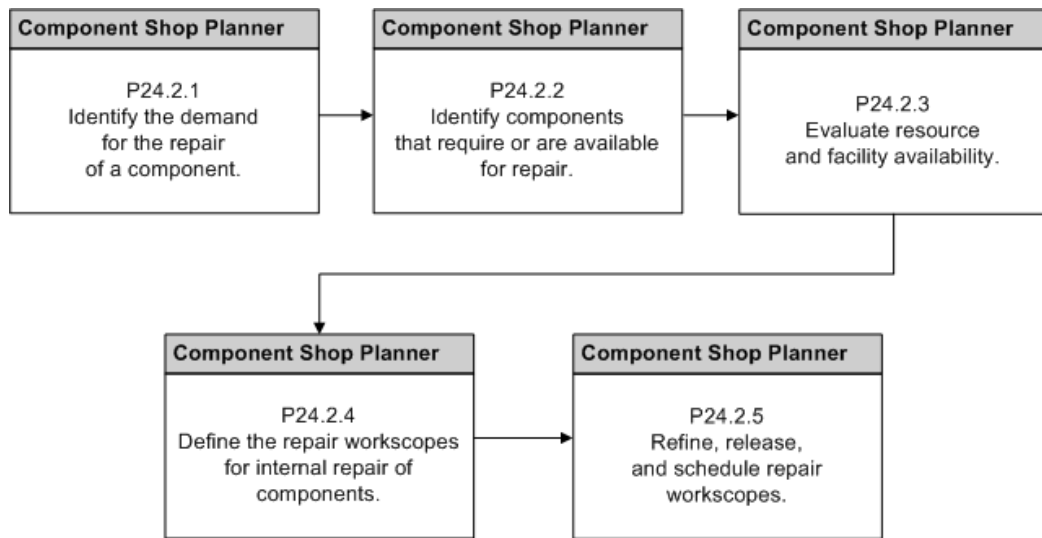 Component Shop Planner
P24.2.1
Identify the demand
for the repair
of a component.
Component Shop Planner
P24.2.2
Identify components
that require or are available
for repair.
Component Shop Planner
P24.2.3
Evaluate resource
and facility availability.
Component Shop Planner
P24.2.4
Define the repair workscopes
for internal repair of
components.
Component Shop Planner
P24.2.5
Refine, release,
and schedule repair
workscopes.